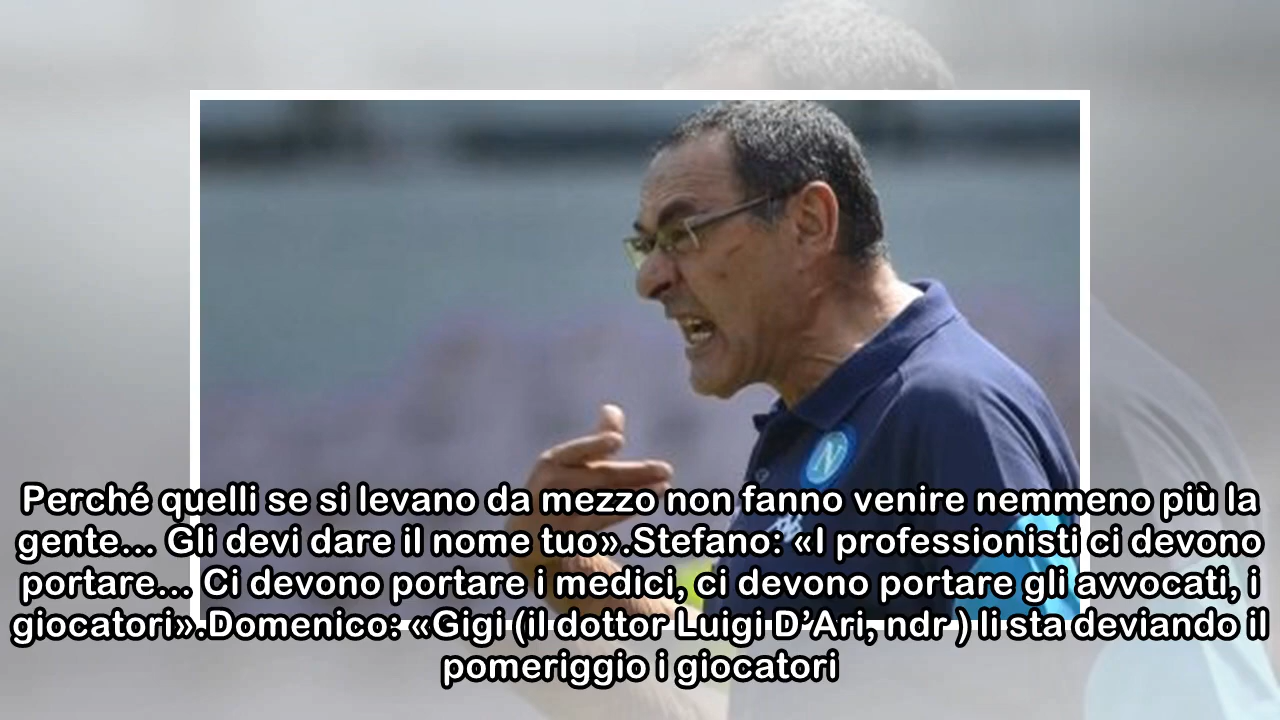 Perché quelli se si levano da mezzo non fanno venire nemmeno più la
gente... Gli devi dare il nome tuo».Stefano: «I professionisti ci devono
portare... Ci devono portare i medici, ci devono portare gli avvocati, i
giocatori».Domenico: «Gigi (il dottor Luigi D’Ari, ndr ) li sta deviando il
pomeriggio i giocatori
N